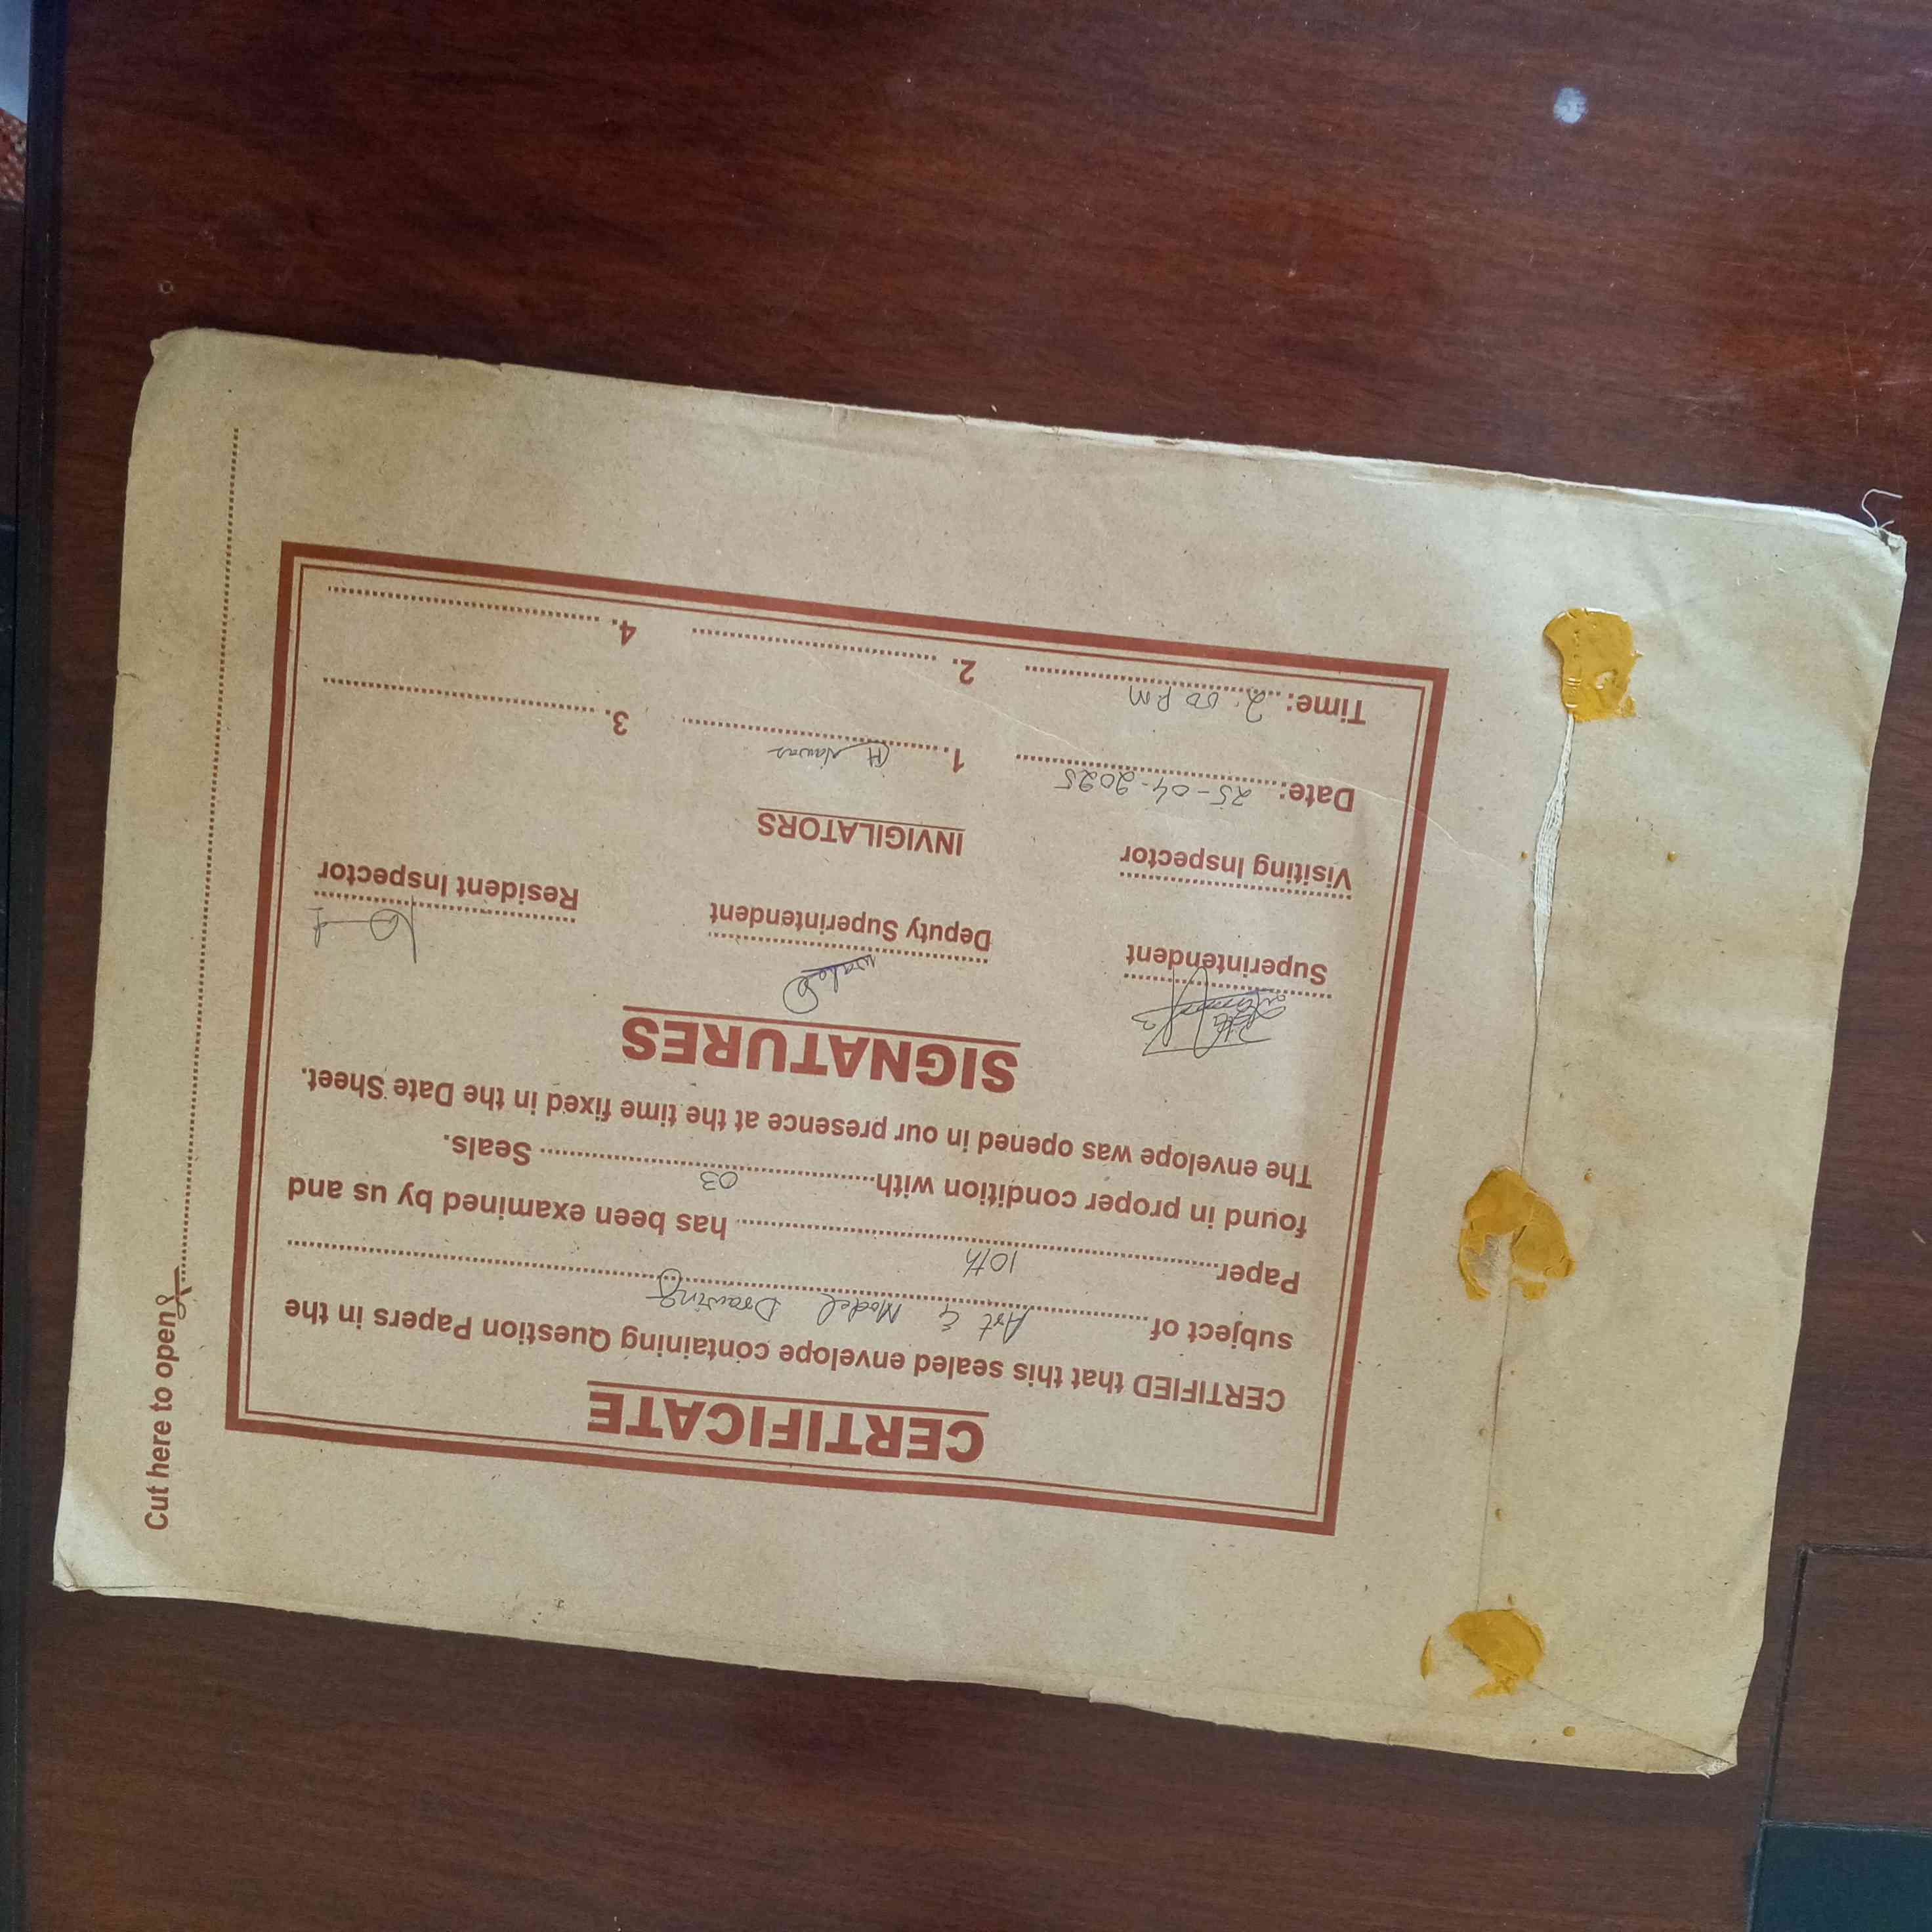 CERTIFICATE
CERTIFIED that this sealed envelope containing Question Papers in the
subject of Art & Model Drawing
Paper 10th has been examined by us and
found in proper condition with 03 Seals.
The envelope was opened in our presence at the time fixed in the Date Sheet.
SIGNATURES
Superintendent Deputy Superintendent Resident Inspector
Visiting Inspector INVIGILATORS
Date: 25-04-2025 1. 3.
Time: 2:00 PM 2. 4.
Cut here to open